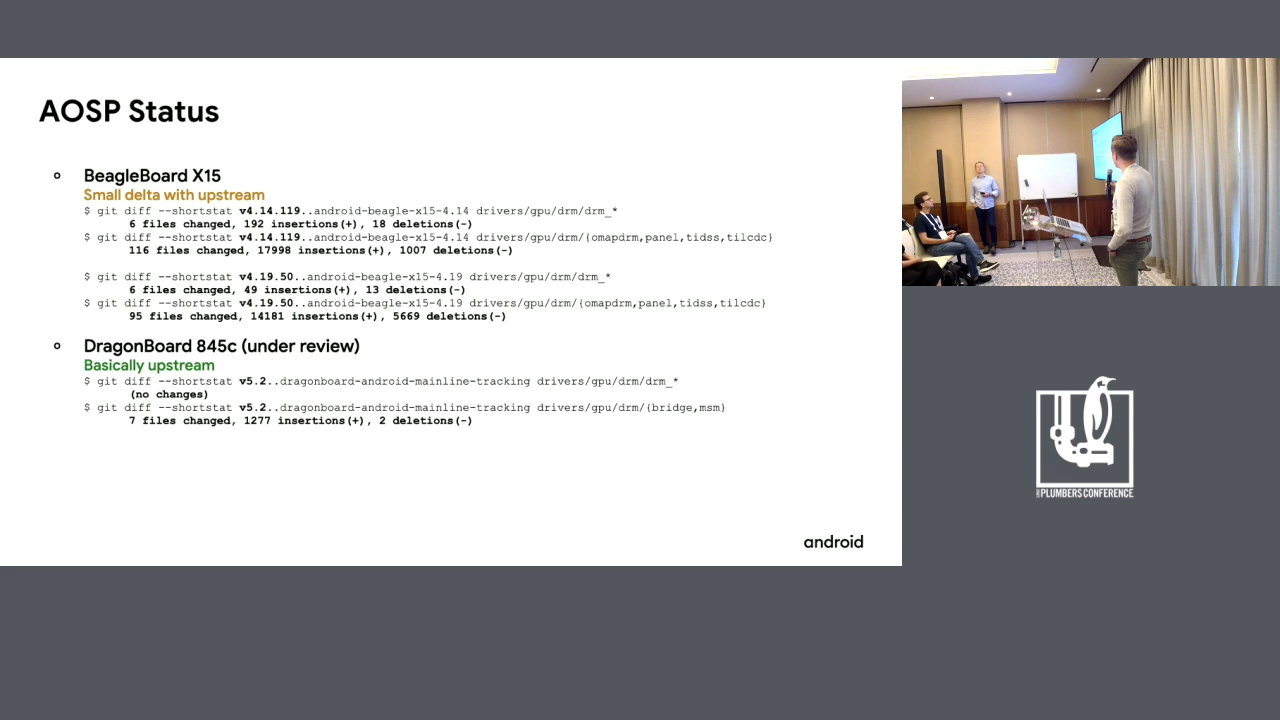 AOSP Status
BeagleBoard X15
Small delta with upstream
$ git diff --shortstat v4.14.119..android-beagle-x15-4.14 drivers/gpu/drm/drm_*
6 files changed, 192 insertions(+), 18 deletions(-)
$ git diff --shortstat v4.14.119..android-beagle-x15-4.14 drivers/gpu/drm/{omapdrm,panel,tidss,tilcdc}
116 files changed, 17998 insertions(+), 1007 deletions(-)
$ git diff --shortstat v4.19.50..android-beagle-x15-4.19 drivers/gpu/drm/drm_*
6 files changed, 49 insertions(+), 13 deletions(-)
$ git diff --shortstat v4.19.50..android-beagle-x15-4.19 drivers/gpu/drm/{omapdrm,panel,tidss,tilcdc}
95 files changed, 14181 insertions(+), 5669 deletions(-)
DragonBoard 845c (under review)
Basically upstream
$ git diff --shortstat v5.2..dragonboard-android-mainline-tracking drivers/gpu/drm/drm_*
(no changes)
$ git diff --shortstat v5.2..dragonboard-android-mainline-tracking drivers/gpu/drm/{bridge,msm}
7 files changed, 1277 insertions(+), 2 deletions(-)
android
PLUMBERS CONFERENCE